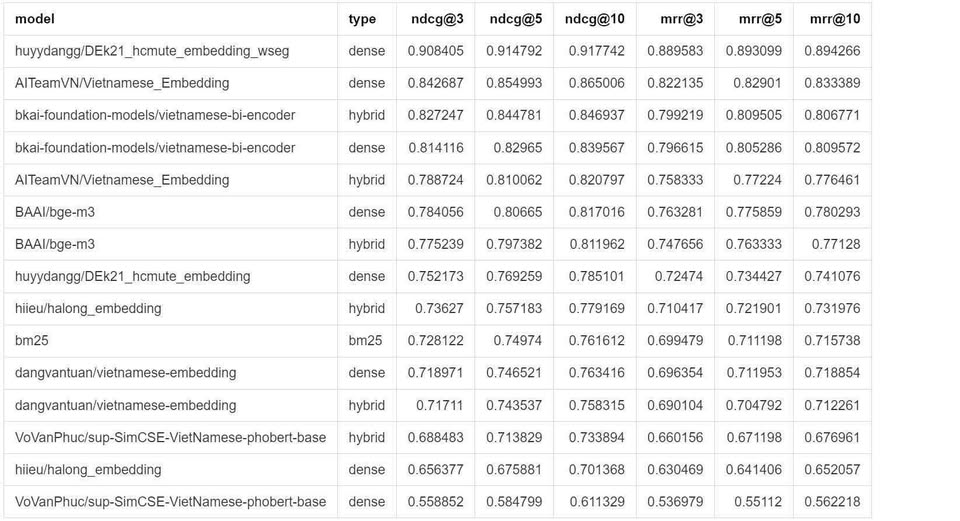 model type ndcg@3 ndcg@5 ndcg@10 mrr@3 mrr@5 mrr@10
huyydangg/DEk21_hcmute_embedding_wseg dense 0.908405 0.914792 0.917742 0.889583 0.893099 0.894266
AITeamVN/Vietnamese_Embedding dense 0.842687 0.854993 0.865006 0.822135 0.82901 0.833389
bkai-foundation-models/vietnamese-bi-encoder hybrid 0.827247 0.844781 0.846937 0.799219 0.809505 0.806771
bkai-foundation-models/vietnamese-bi-encoder dense 0.814116 0.82965 0.839567 0.796615 0.805286 0.809572
AITeamVN/Vietnamese_Embedding hybrid 0.788724 0.810062 0.820797 0.758333 0.77224 0.776461
BAAI/bge-m3 dense 0.784056 0.80665 0.817016 0.763281 0.775859 0.780293
BAAI/bge-m3 hybrid 0.775239 0.797382 0.811962 0.747656 0.763333 0.77128
huyydangg/DEk21_hcmute_embedding dense 0.752173 0.769259 0.785101 0.72474 0.734427 0.741076
hiieu/halong_embedding hybrid 0.73627 0.757183 0.779169 0.710417 0.721901 0.731976
bm25 bm25 0.728122 0.74974 0.761612 0.699479 0.711198 0.715738
dangvantuan/vietnamese-embedding dense 0.718971 0.746521 0.763416 0.696354 0.711953 0.718854
dangvantuan/vietnamese-embedding hybrid 0.71711 0.743537 0.758315 0.690104 0.704792 0.712261
VoVanPhuc/sup-SimCSE-VietNamese-phobert-base hybrid 0.688483 0.713829 0.733894 0.660156 0.671198 0.676961
hiieu/halong_embedding dense 0.656377 0.675881 0.701368 0.630469 0.641406 0.652057
VoVanPhuc/sup-SimCSE-VietNamese-phobert-base dense 0.558852 0.584799 0.611329 0.536979 0.55112 0.562218